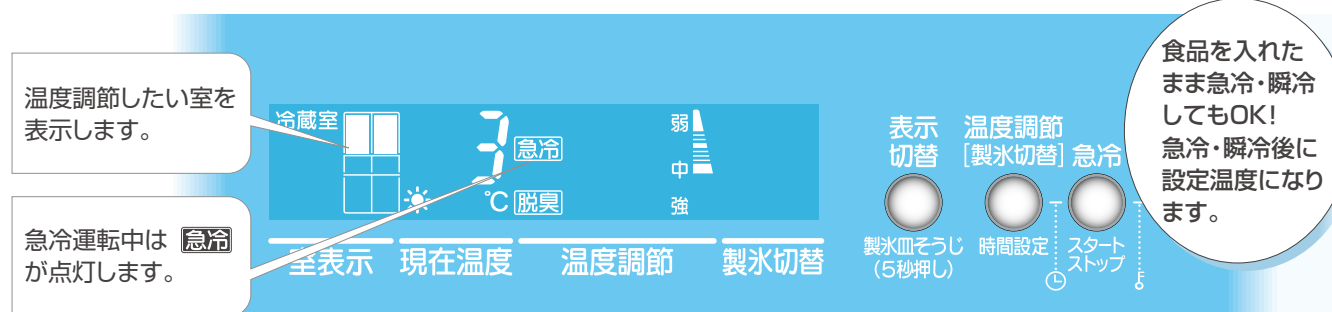 温度調節したい室を
表示します。
急冷運転中は 急冷
が点灯します。
冷蔵室
3
急冷
℃ 脱臭
弱
中
強
室表示 現在温度 温度調節 製氷切替
表示
切替
温度調節
[製氷切替]
急冷
製氷皿そうじ
(5秒押し)
時間設定
スタート
ストップ
食品を入れた
まま急冷・瞬冷
してもOK!
急冷・瞬冷後に
設定温度になり
ます。